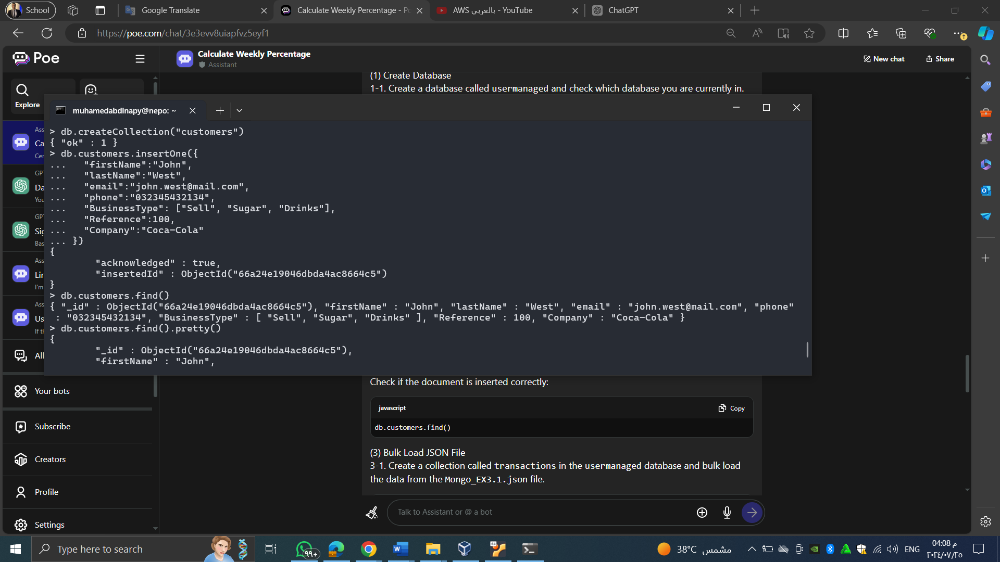 School
Google Translate
Calculate Weekly Percentage - Po
AWS بالعربي - YouTube
ChatGPT
https://poe.com/chat/3e3evv8uiapfvz5eyf1
Poe
Calculate Weekly Percentage
Assistant
New chat
Share
Explore
(1) Create Database
1-1. Create a database called usermanaged and check which database you are currently in.
muhamedabdlnapy@nepo: ~
> db.createCollection("customers")
{ "ok" : 1 }
> db.customers.insertOne({
... "firstName":"John",
... "lastName":"West",
... "email":"john.west@mail.com",
... "phone":"032345432134",
... "BusinessType": ["Sell", "Sugar", "Drinks"],
... "Reference":100,
... "Company":"Coca-Cola"
... })
{
"acknowledged" : true,
"insertedId" : ObjectId("66a24e19046dbda4ac8664c5")
}
> db.customers.find()
{ "_id" : ObjectId("66a24e19046dbda4ac8664c5"), "firstName" : "John", "lastName" : "West", "email" : "john.west@mail.com", "phone"
: "032345432134", "BusinessType" : [ "Sell", "Sugar", "Drinks" ], "Reference" : 100, "Company" : "Coca-Cola" }
> db.customers.find().pretty()
{
"_id" : ObjectId("66a24e19046dbda4ac8664c5"),
"firstName" : "John",
Ass
Ca
Cer
GPT
Da
You
GPT
Sig
Bas
Ass
Lin
I'm
Ass
Us
If th
All
Your bots
Subscribe
Creators
Profile
Settings
Check if the document is inserted correctly:
javascript
Copy
db.customers.find()
(3) Bulk Load JSON File
3-1. Create a collection called transactions in the usermanaged database and bulk load
the data from the Mongo_EX3.1.json file.
Talk to Assistant or @ a bot
Type here to search
٩٩+
64
38°C مشمس
ENG
04:08 م
٢٠٢٤/٠٧/٢٥